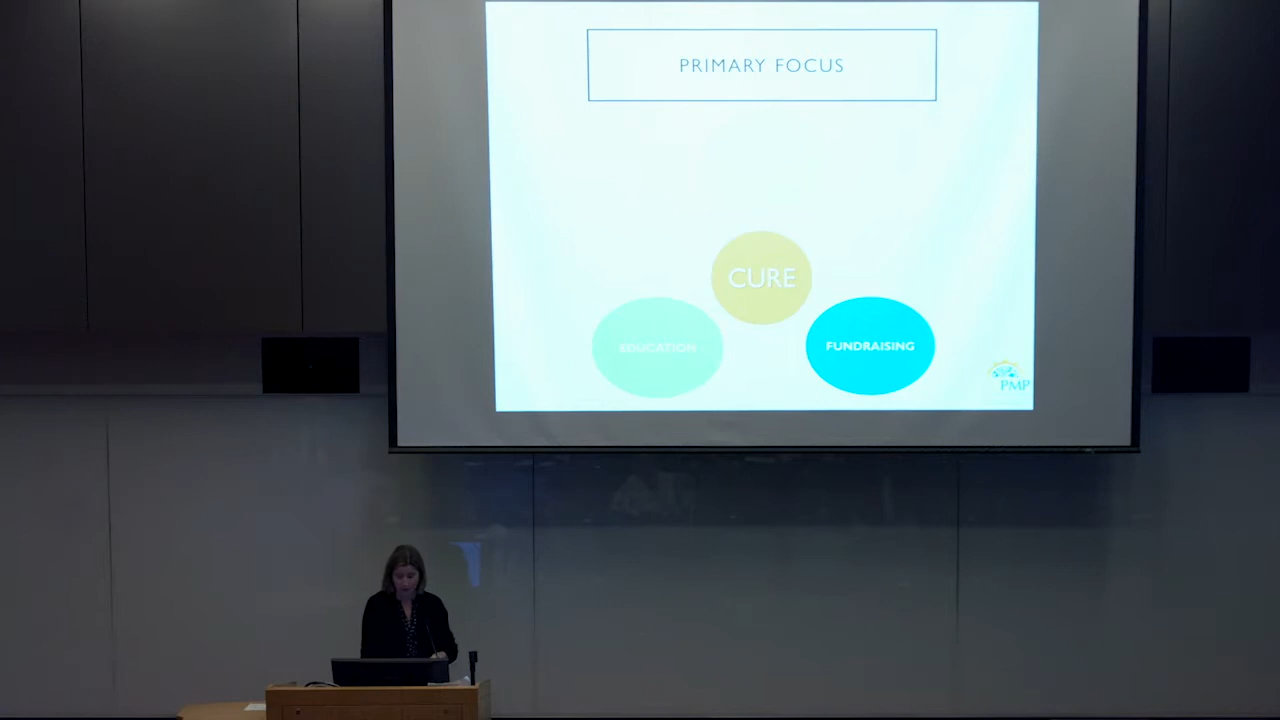 PRIMARY FOCUS
CURE
EDUCATION
FUNDRAISING
PMP